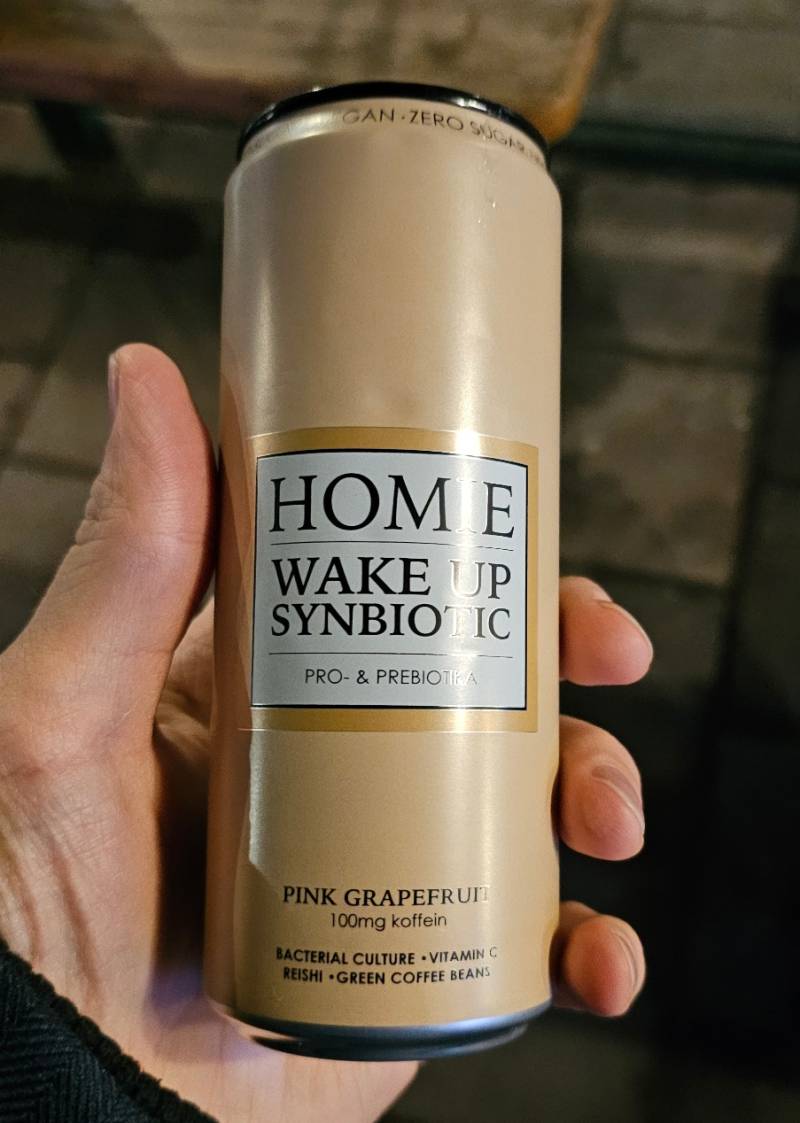 GAN · ZERO SUGAR
HOMIE
WAKE UP
SYNBIOTIC
PRO- & PREBIOTIKA
PINK GRAPEFRUIT
100mg koffein
BACTERIAL CULTURE • VITAMIN C
REISHI • GREEN COFFEE BEANS